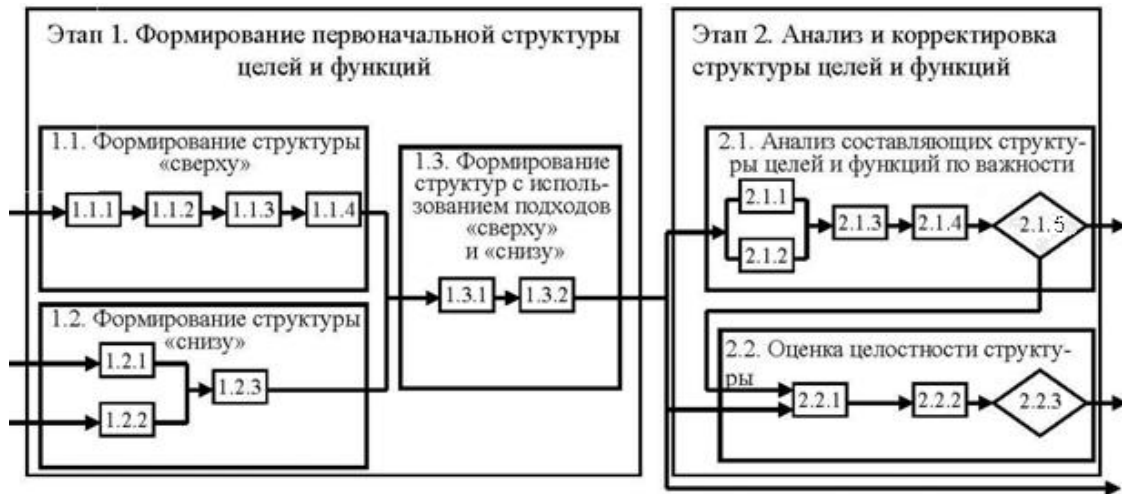 Этап 1. Формирование первоначальной структуры
целей и функций
1.1. Формирование структуры
«сверху»
1.1.1
1.1.2
1.1.3
1.1.4
1.2. Формирование структуры
«снизу»
1.2.1
1.2.2
1.2.3
1.3. Формирование
структур с исполь-
зованием подходов
«сверху»
и «снизу»
1.3.1
1.3.2
Этап 2. Анализ и корректировка
структуры целей и функций
2.1. Анализ составляющих структу-
ры целей и функций по важности
2.1.1
2.1.2
2.1.3
2.1.4
2.1.5
2.2. Оценка целостности структу-
ры
2.2.1
2.2.2
2.2.3